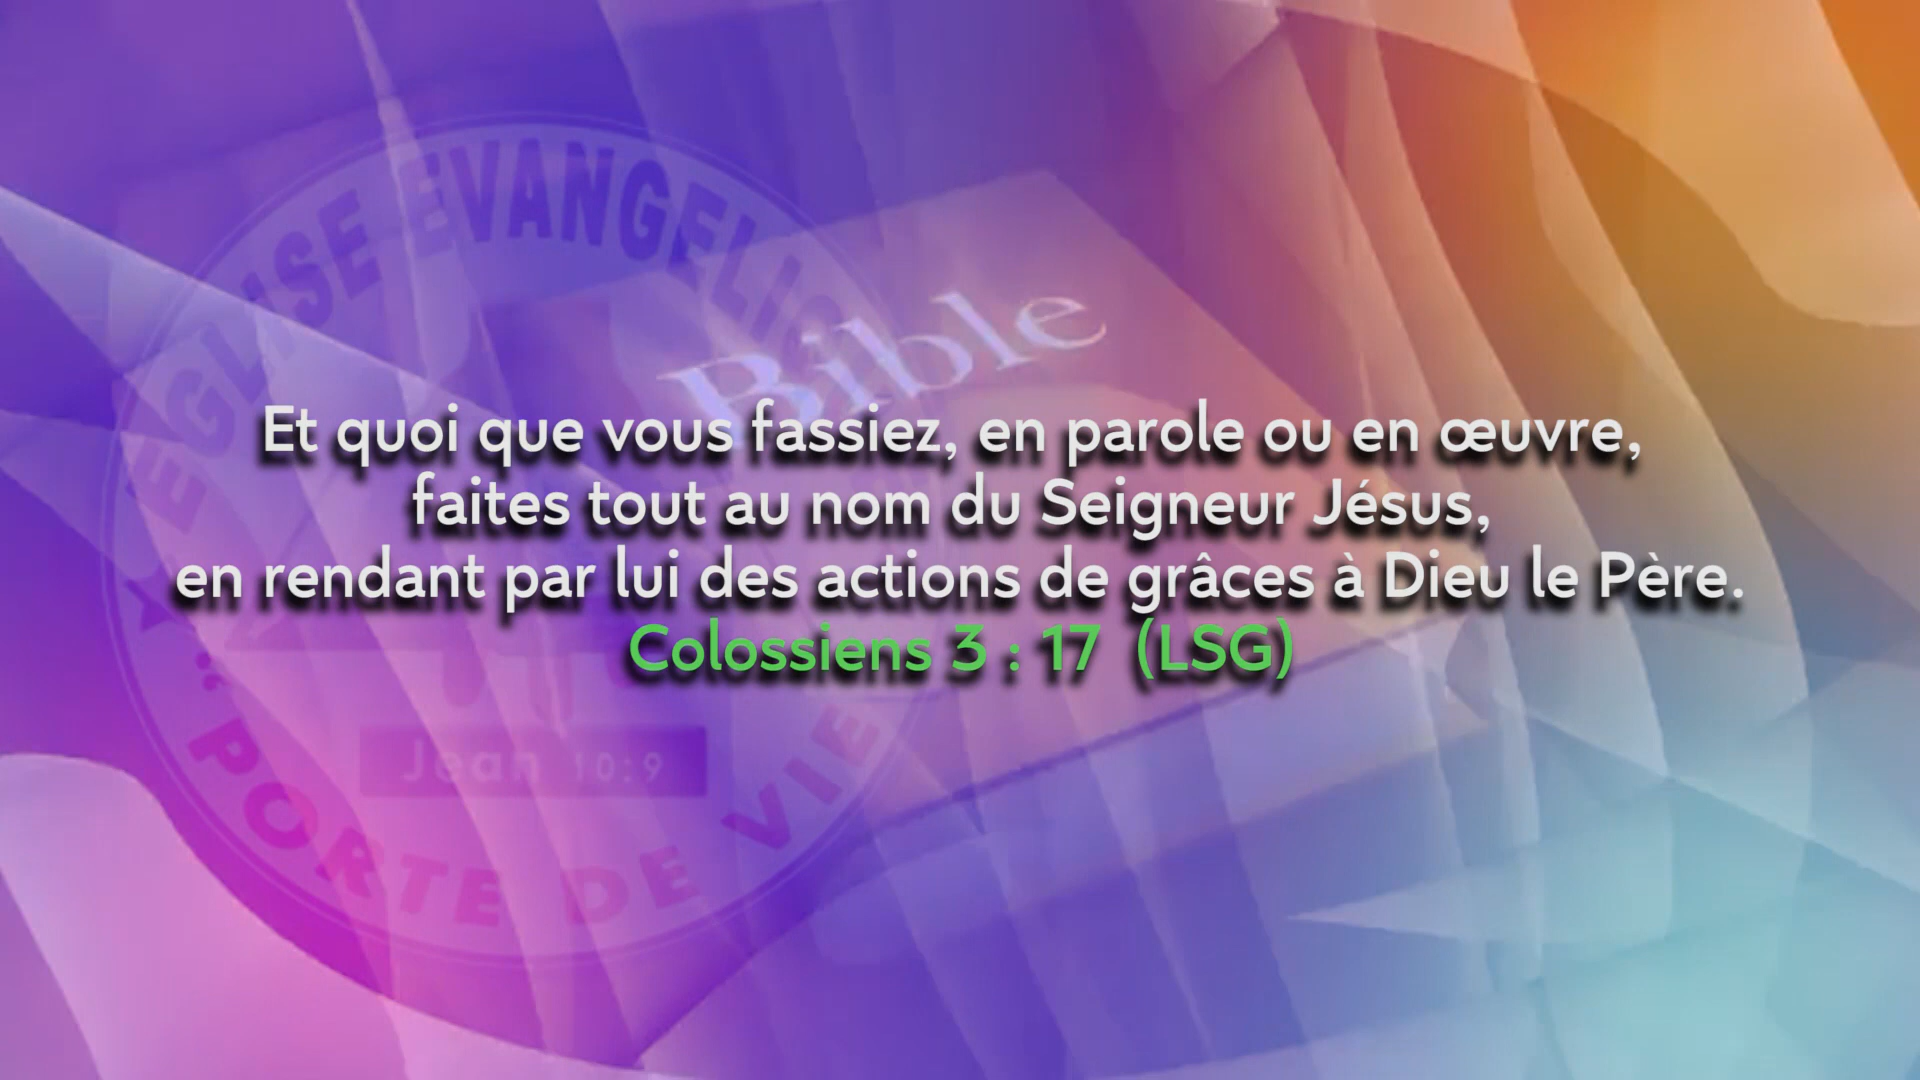 EGLISE EVANGELIQ
Bible
Et quoi que vous fassiez, en parole ou en œuvre,
faites tout au nom du Seigneur Jésus,
en rendant par lui des actions de grâces à Dieu le Père.
Colossiens 3 : 17 (LSG)
Jean 10:9
" PORTE DE VIE